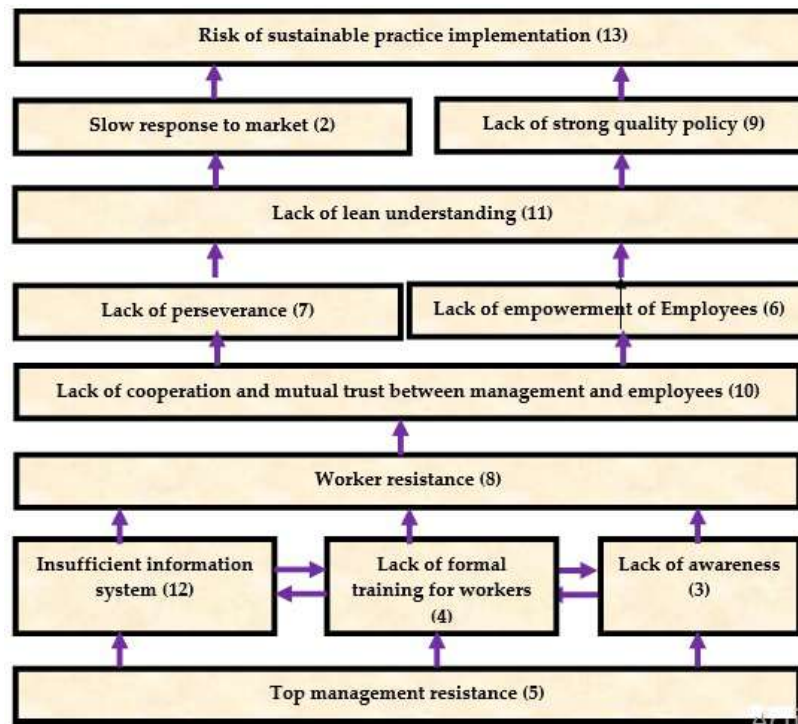 Risk of sustainable practice implementation (13)
Slow response to market (2)
Lack of strong quality policy (9)
Lack of lean understanding (11)
Lack of perseverance (7)
Lack of empowerment of Employees (6)
Lack of cooperation and mutual trust between management and employees (10)
Worker resistance (8)
Insufficient information
system (12)
Lack of formal
training for workers
(4)
Lack of awareness
(3)
Top management resistance (5)